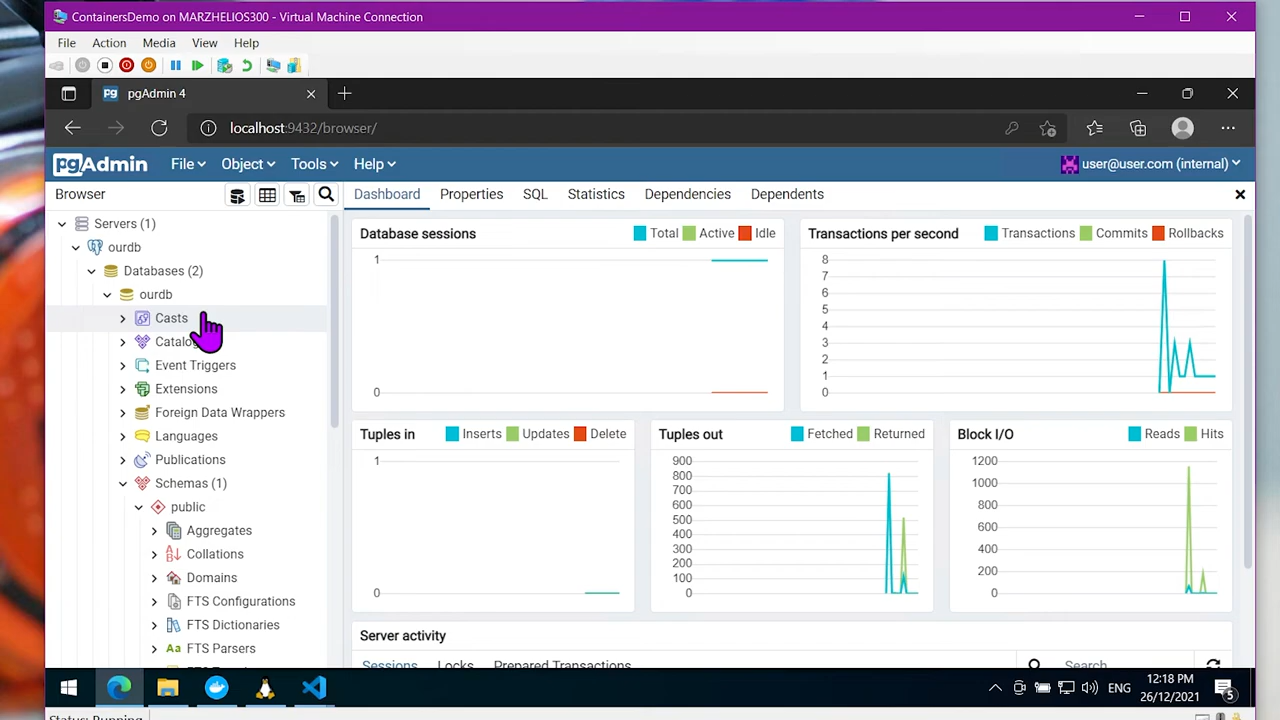 ContainersDemo on MARZHELIOS300 - Virtual Machine Connection
File Action Media View Help
pgAdmin 4
localhost:9432/browser/
pgAdmin File Object Tools Help user@user.com (internal)
Browser
Dashboard Properties SQL Statistics Dependencies Dependents
Servers (1)
ourdb
Databases (2)
ourdb
Casts
Event Triggers
Extensions
Foreign Data Wrappers
Languages
Publications
Schemas (1)
public
Aggregates
Collations
Domains
FTS Configurations
FTS Dictionaries
Aa FTS Parsers
Database sessions Total Active Idle
1
0
Transactions per second Transactions Commits Rollbacks
8
7
6
5
4
3
2
1
0
Tuples in Inserts Updates Delete
1
0
Tuples out Fetched Returned
900
800
700
600
500
400
300
200
100
0
Block I/O Reads Hits
1200
1000
800
600
400
200
0
Server activity
Sessions Locks Prepared Transactions Search
ENG
12:18 PM
26/12/2021
5
Status: Running